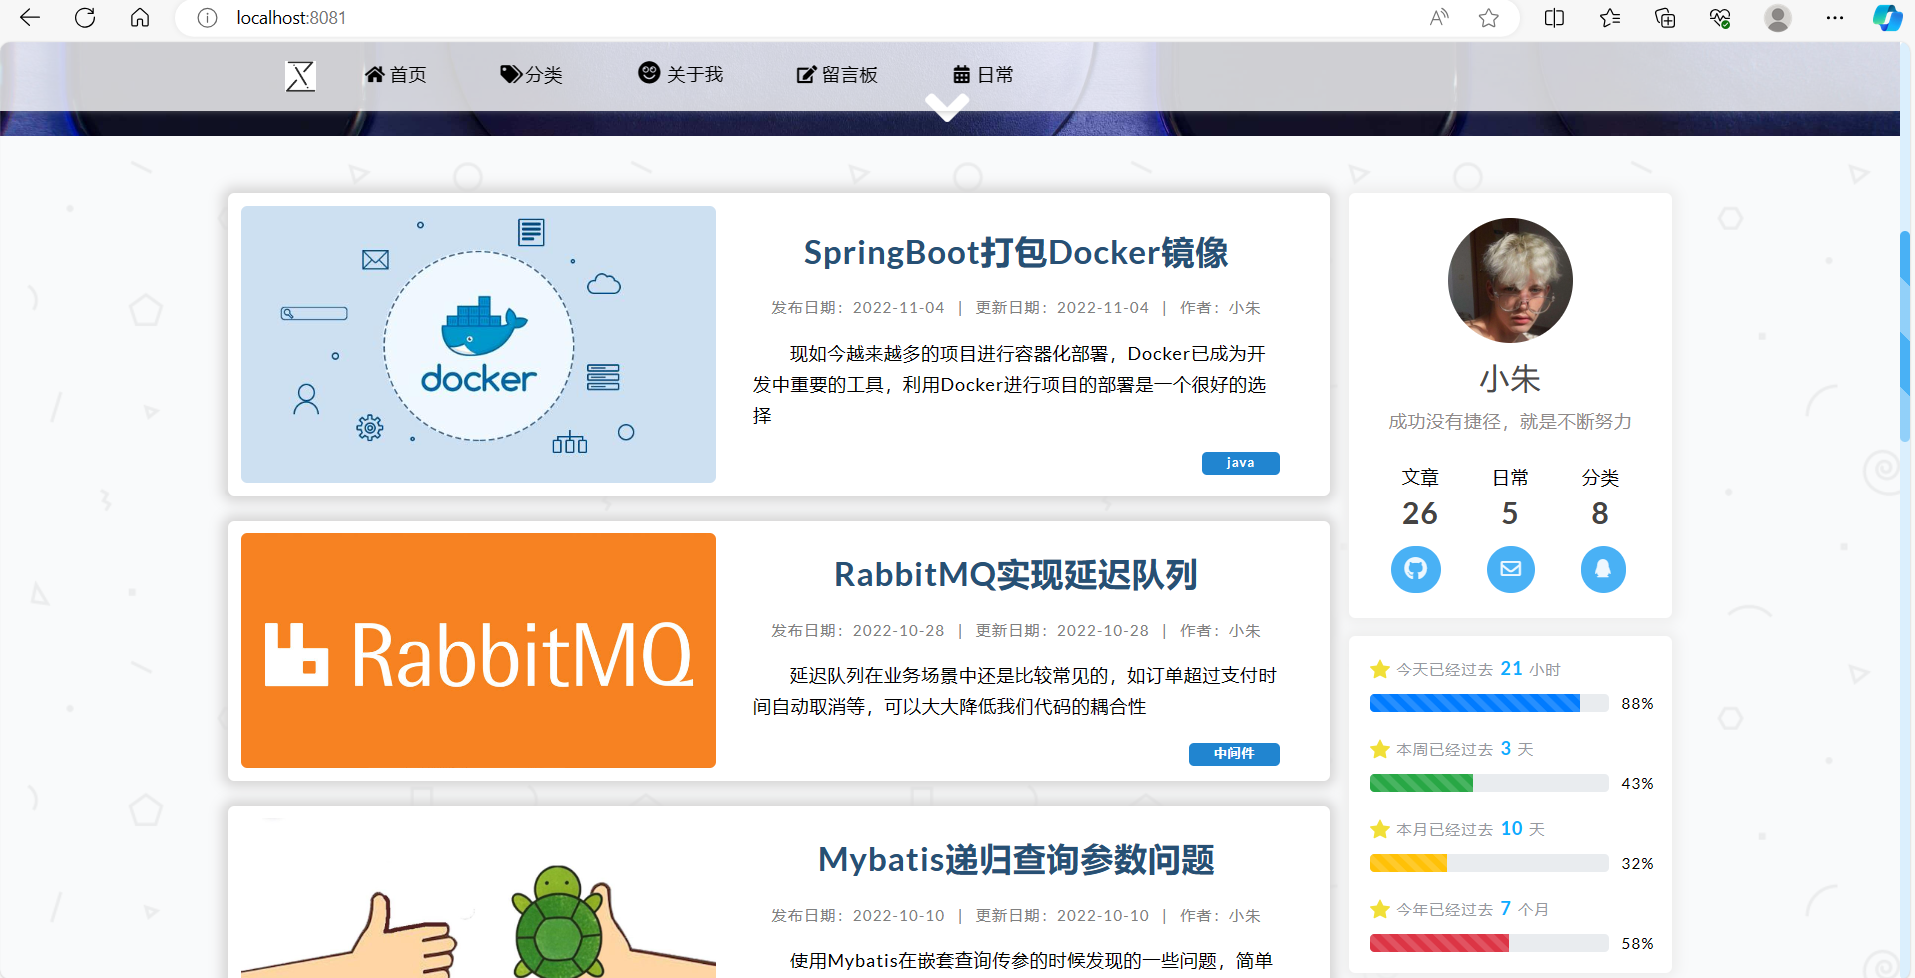 localhost:8081
首页
分类
关于我
留言板
日常
docker
SpringBoot打包Docker镜像
发布日期：2022-11-04 | 更新日期：2022-11-04 | 作者：小朱
现如今越来越多的项目进行容器化部署，Docker已成为开
发中重要的工具，利用Docker进行项目的部署是一个很好的选
择
java
RabbitMQ
RabbitMQ实现延迟队列
发布日期：2022-10-28 | 更新日期：2022-10-28 | 作者：小朱
延迟队列在业务场景中还是比较常见的，如订单超过支付时
间自动取消等，可以大大降低我们代码的耦合性
中间件
Mybatis递归查询参数问题
发布日期：2022-10-10 | 更新日期：2022-10-10 | 作者：小朱
使用Mybatis在嵌套查询传参的时候发现的一些问题，简单
小朱
成功没有捷径，就是不断努力
文章 日常 分类
26 5 8
今天已经过去 21 小时
88%
本周已经过去 3 天
43%
本月已经过去 10 天
32%
今年已经过去 7 个月
58%